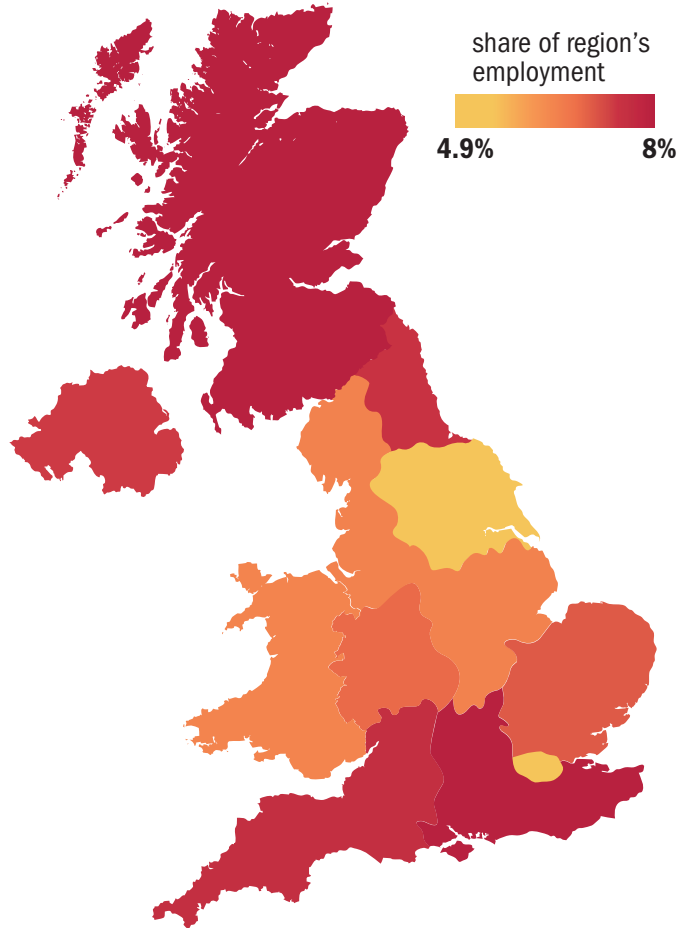 share of region’s
employment
4.9% 8%